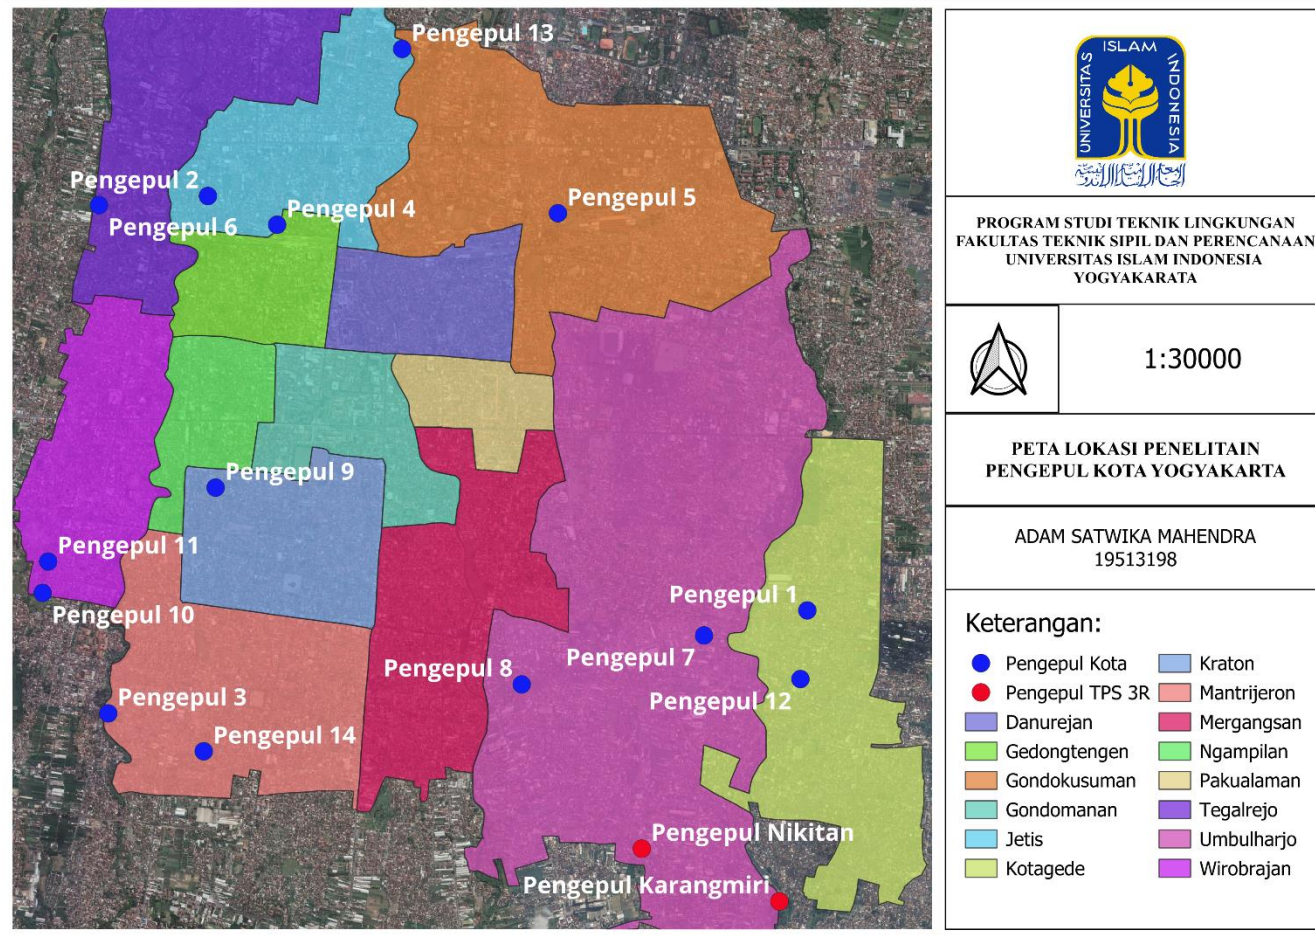 Pengepul 13
Pengepul 2
Pengepul 6
Pengepul 4
Pengepul 5
Pengepul 9
Pengepul 11
Pengepul 10
Pengepul 1
Pengepul 7
Pengepul 8
Pengepul 12
Pengepul 3
Pengepul 14
Pengepul Nikitan
Pengepul Karangmiri
UNIVERSITAS ISLAM INDONESIA
PROGRAM STUDI TEKNIK LINGKUNGAN
FAKULTAS TEKNIK SIPIL DAN PERENCANAAN
UNIVERSITAS ISLAM INDONESIA
YOGYAKARATA
1:30000
PETA LOKASI PENELITAIN
PENGEPUL KOTA YOGYAKARTA
ADAM SATWIKA MAHENDRA
19513198
Keterangan:
Pengepul Kota
Pengepul TPS 3R
Danurejan
Gedongtengen
Gondokusuman
Gondomanan
Jetis
Kotagede
Kraton
Mantrijeron
Mergangsan
Ngampilan
Pakualaman
Tegalrejo
Umbulharjo
Wirobrajan